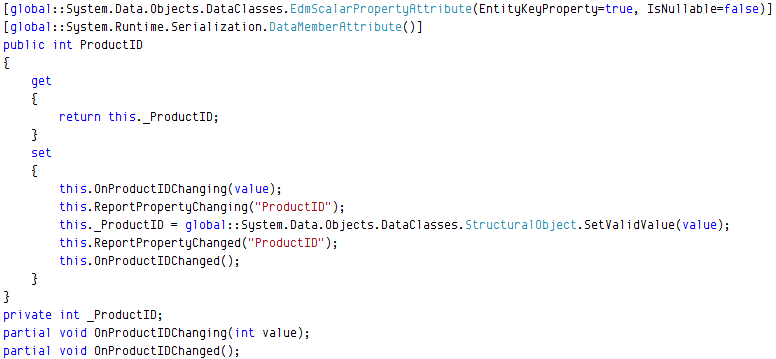 [global::System.Data.Objects.DataClasses.EdmScalarPropertyAttribute(EntityKeyProperty=true, IsNullable=false)]
[global::System.Runtime.Serialization.DataMemberAttribute()]
public int ProductID
{
    get
    {
        return this._ProductID;
    }
    set
    {
        this.OnProductIDChanging(value);
        this.ReportPropertyChanging("ProductID");
        this._ProductID = global::System.Data.Objects.DataClasses.StructuralObject.SetValidValue(value);
        this.ReportPropertyChanged("ProductID");
        this.OnProductIDChanged();
    }
}
private int _ProductID;
partial void OnProductIDChanging(int value);
partial void OnProductIDChanged();